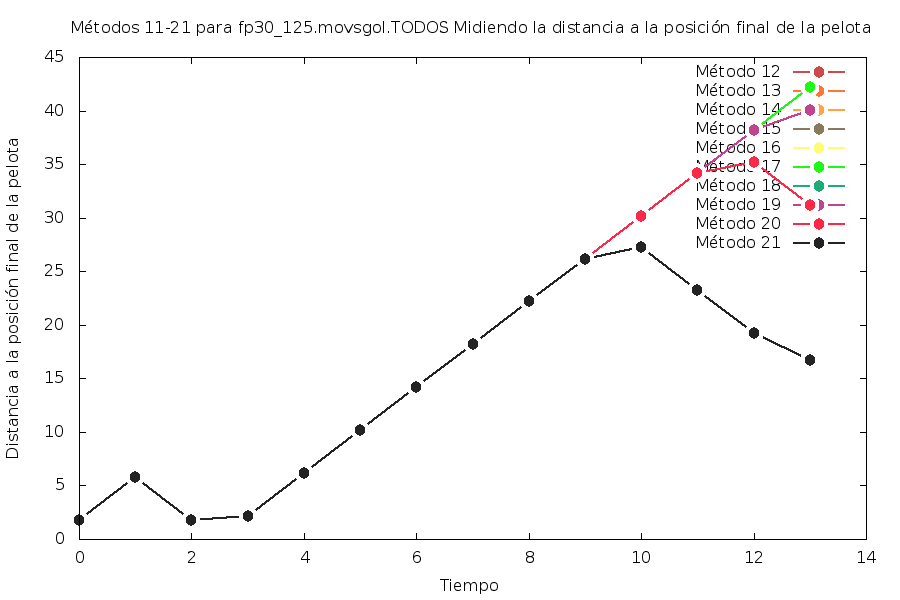 Métodos 11-21 para fp30_125.movsgol.TODOS Midiendo la distancia a la posición final de la pelota
45
40
35
30
25
20
15
10
5
0
Distancia a la posición final de la pelota
Método 12
Método 13
Método 14
Método 15
Método 16
Método 17
Método 18
Método 19
Método 20
Método 21
0 2 4 6 8 10 12 14
Tiempo